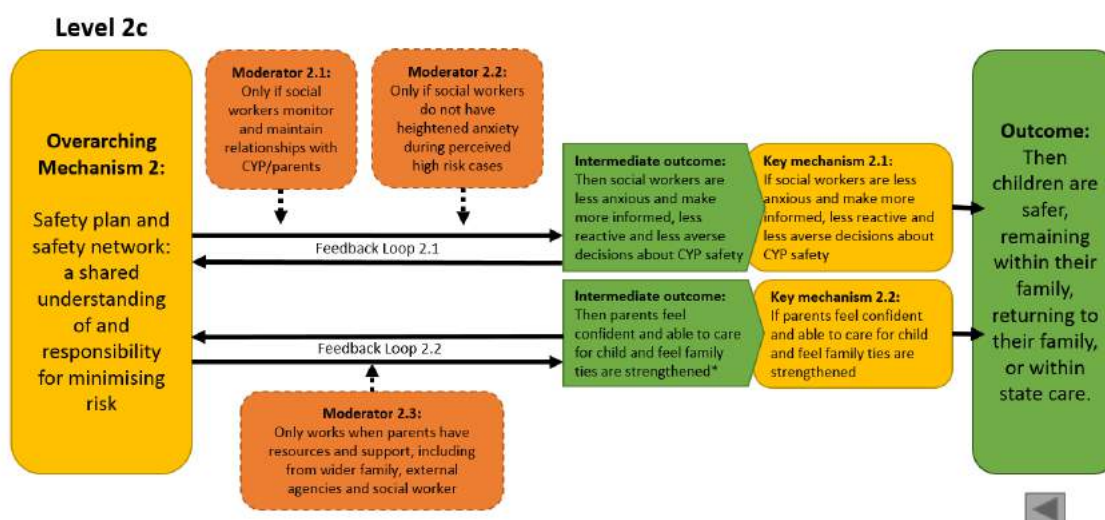 Level 2c
Overarching
Mechanism 2:
Safety plan and
safety network:
a shared
understanding
of and
responsibility
for minimising
risk
Moderator 2.1:
Only if social
workers monitor
and maintain
relationships with
CYP/parents
Moderator 2.2:
Only if social workers
do not have
heightened anxiety
during perceived
high risk cases
Feedback Loop 2.1
Intermediate outcome:
Then social workers are
less anxious and make
more informed, less
reactive and less averse
decisions about CYP safety
Key mechanism 2.1:
If social workers are less
anxious and make more
informed, less reactive and
less averse decisions about
CYP safety
Feedback Loop 2.2
Intermediate outcome:
Then parents feel
confident and able to care
for child and feel family
ties are strengthened*
Key mechanism 2.2:
If parents feel confident
and able to care for child
and feel family ties are
strengthened
Moderator 2.3:
Only works when parents have
resources and support, including
from wider family, external
agencies and social worker
Outcome:
Then
children are
safer,
remaining
within their
family,
returning to
their family,
or within
state care.